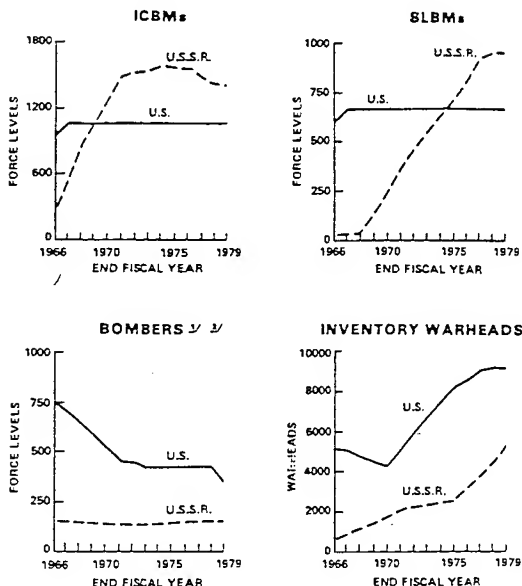 ICBMs
1800
1200
600
0
FORCE LEVELS
U.S.S.R.
U.S.
1966 1970 1975 1979
END FISCAL YEAR
SLBMs
1000
750
500
250
0
FORCE LEVELS
U.S.S.R.
U.S.
1966 1970 1975 1979
END FISCAL YEAR
BOMBERS
1000
750
500
250
0
FORCE LEVELS
U.S.
U.S.S.R.
1966 1970 1975 1979
END FISCAL YEAR
INVENTORY WARHEADS
10000
8000
6000
4000
2000
0
WARHEADS
U.S.
U.S.S.R.
1966 1970 1975 1979
END FISCAL YEAR